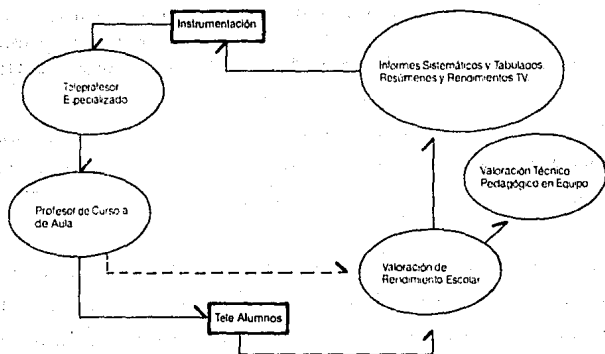 Instrumentación
Informes Sistemáticos y Tabulados.
Resúmenes y Rendimientos TV.
Teleprofesor
Especializado
Valoración Técnico
Pedagógico en Equipo
Profesor de Curso a
de Aula
Valoración de
Rendimiento Escolar
Tele Alumnos